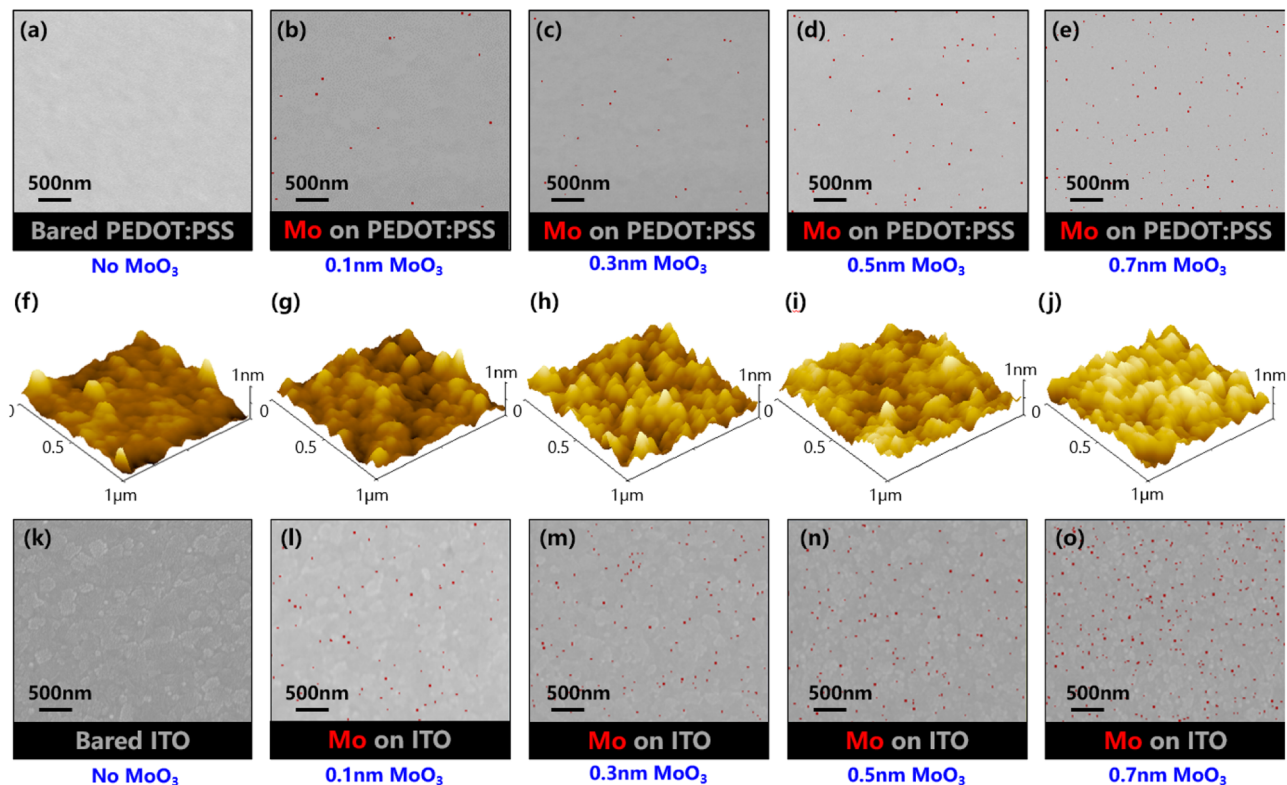 (a)
(b)
(c)
(d)
(e)
500nm
500nm
500nm
500nm
500nm
Bared PEDOT:PSS
Mo on PEDOT:PSS
Mo on PEDOT:PSS
Mo on PEDOT:PSS
Mo on PEDOT:PSS
No MoO₃
0.1nm MoO₃
0.3nm MoO₃
0.5nm MoO₃
0.7nm MoO₃
(f)
(g)
(h)
(i)
(j)
1nm
0
0.5
1µm
1nm
0
0.5
1µm
1nm
0
0.5
1µm
1nm
0
0.5
1µm
1nm
0
0.5
1µm
0
(k)
(l)
(m)
(n)
(o)
500nm
500nm
500nm
500nm
500nm
Bared ITO
Mo on ITO
Mo on ITO
Mo on ITO
Mo on ITO
No MoO₃
0.1nm MoO₃
0.3nm MoO₃
0.5nm MoO₃
0.7nm MoO₃